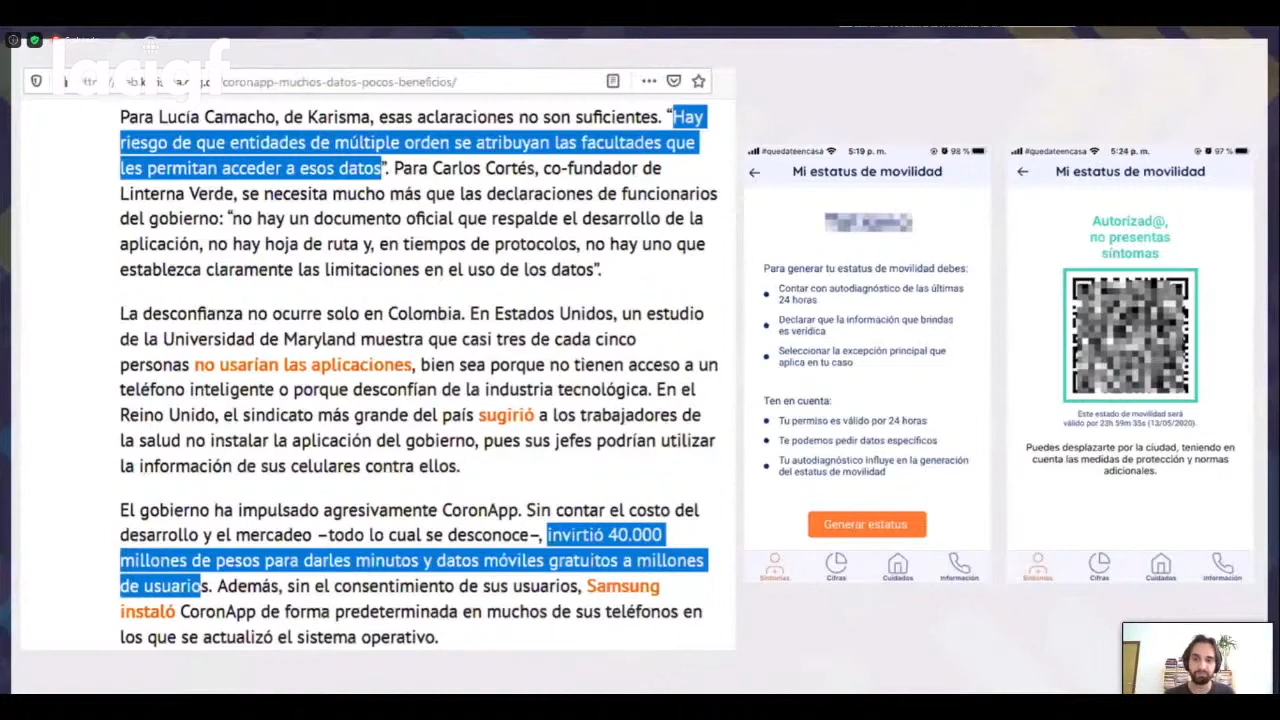 lacigf
/coronapp-muchos-datos-pocos-beneficios/
Para Lucía Camacho, de Karisma, esas aclaraciones no son suficientes. “Hay
riesgo de que entidades de múltiple orden se atribuyan las facultades que
les permitan acceder a esos datos”. Para Carlos Cortés, co-fundador de
Linterna Verde, se necesita mucho más que las declaraciones de funcionarios
del gobierno: “no hay un documento oficial que respalde el desarrollo de la
aplicación, no hay hoja de ruta y, en tiempos de protocolos, no hay uno que
establezca claramente las limitaciones en el uso de los datos”.
La desconfianza no ocurre solo en Colombia. En Estados Unidos, un estudio
de la Universidad de Maryland muestra que casi tres de cada cinco
personas no usarían las aplicaciones, bien sea porque no tienen acceso a un
teléfono inteligente o porque desconfían de la industria tecnológica. En el
Reino Unido, el sindicato más grande del país sugirió a los trabajadores de
la salud no instalar la aplicación del gobierno, pues sus jefes podrían utilizar
la información de sus celulares contra ellos.
El gobierno ha impulsado agresivamente CoronApp. Sin contar el costo del
desarrollo y el mercadeo –todo lo cual se desconoce–, invirtió 40.000
millones de pesos para darles minutos y datos móviles gratuitos a millones
de usuarios. Además, sin el consentimiento de sus usuarios, Samsung
instaló CoronApp de forma predeterminada en muchos de sus teléfonos en
los que se actualizó el sistema operativo.
#quedateencasa 5:19 p. m. 98 %
Mi estatus de movilidad
Para generar tu estatus de movilidad debes:
Contar con autodiagnóstico de las últimas
24 horas
Declarar que la información que brindas
es verídica
Seleccionar la excepción principal que
aplica en tu caso
Ten en cuenta:
Tu permiso es válido por 24 horas
Te podemos pedir datos específicos
Tu autodiagnóstico influye en la generación
del estatus de movilidad
Generar estatus
Síntomas Cifras Cuidados Información
#quedateencasa 5:24 p. m. 97 %
Mi estatus de movilidad
Autorizad@,
no presentas
síntomas
Este estado de movilidad será
válido por 23h 59m 35s (13/05/2020).
Puedes desplazarte por la ciudad, teniendo en
cuenta las medidas de protección y normas
adicionales.
Síntomas Cifras Cuidados Información